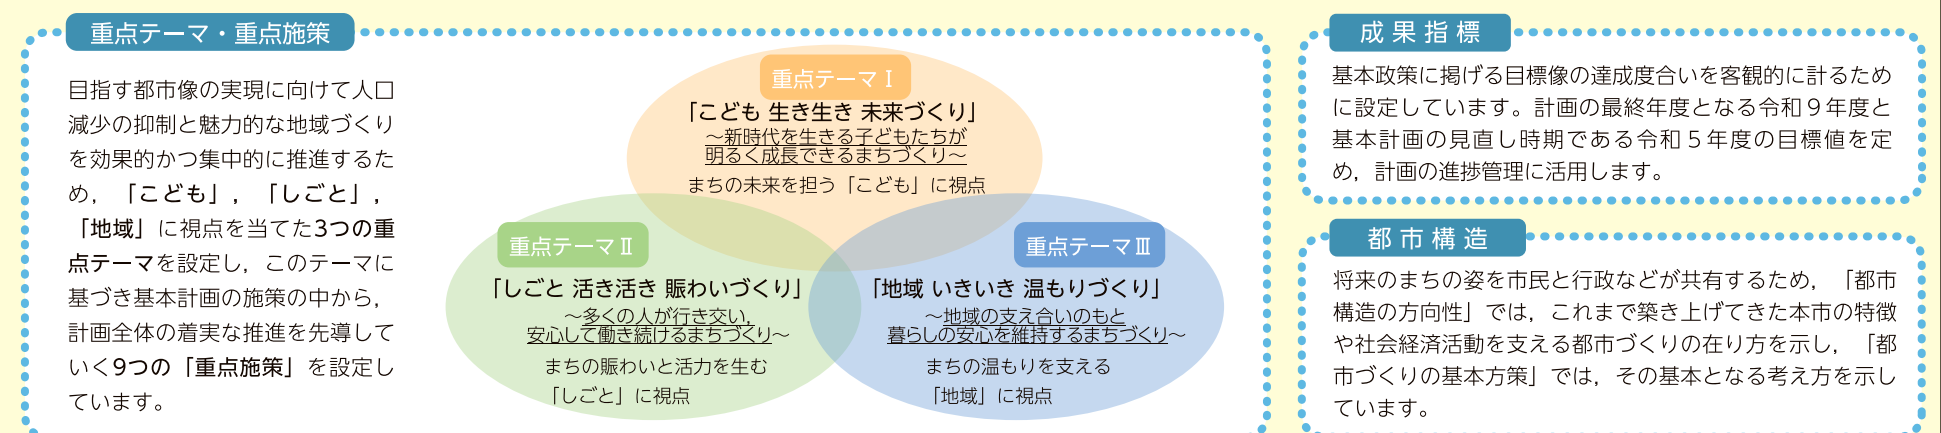 重点テーマ・重点施策
目指す都市像の実現に向けて人口
減少の抑制と魅力的な地域づくり
を効果的かつ集中的に推進するた
め，「こども」，「しごと」，
「地域」に視点を当てた3つの重
点テーマを設定し，このテーマに
基づき基本計画の施策の中から，
計画全体の着実な推進を先導して
いく9つの「重点施策」を設定し
ています。
重点テーマⅠ
「こども 生き生き 未来づくり」
～新時代を生きる子どもたちが
明るく成長できるまちづくり～
まちの未来を担う「こども」に視点
重点テーマⅡ
「しごと 活き活き 賑わいづくり」
～多くの人が行き交い，
安心して働き続けるまちづくり～
まちの賑わいと活力を生む
「しごと」に視点
重点テーマⅢ
「地域 いきいき 温もりづくり」
～地域の支え合いのもと
暮らしの安心を維持するまちづくり～
まちの温もりを支える
「地域」に視点
成果指標
基本政策に掲げる目標像の達成度合いを客観的に計るため
に設定しています。計画の最終年度となる令和９年度と
基本計画の見直し時期である令和５年度の目標値を定
め，計画の進捗管理に活用します。
都市構造
将来のまちの姿を市民と行政などが共有するため，「都市
構造の方向性」では，これまで築き上げてきた本市の特徴
や社会経済活動を支える都市づくりの在り方を示し，「都
市づくりの基本方策」では，その基本となる考え方を示し
ています。